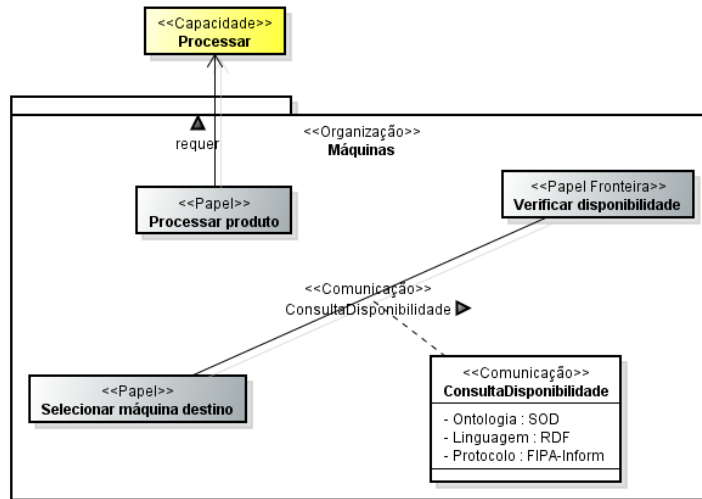 <<Capacidade>>
Processar
requer
<<Organização>>
Máquinas
<<Papel>>
Processar produto
<<Papel Fronteira>>
Verificar disponibilidade
<<Comunicação>>
ConsultaDisponibilidade
<<Papel>>
Selecionar máquina destino
<<Comunicação>>
ConsultaDisponibilidade
- Ontologia : SOD
- Linguagem : RDF
- Protocolo : FIPA-Inform